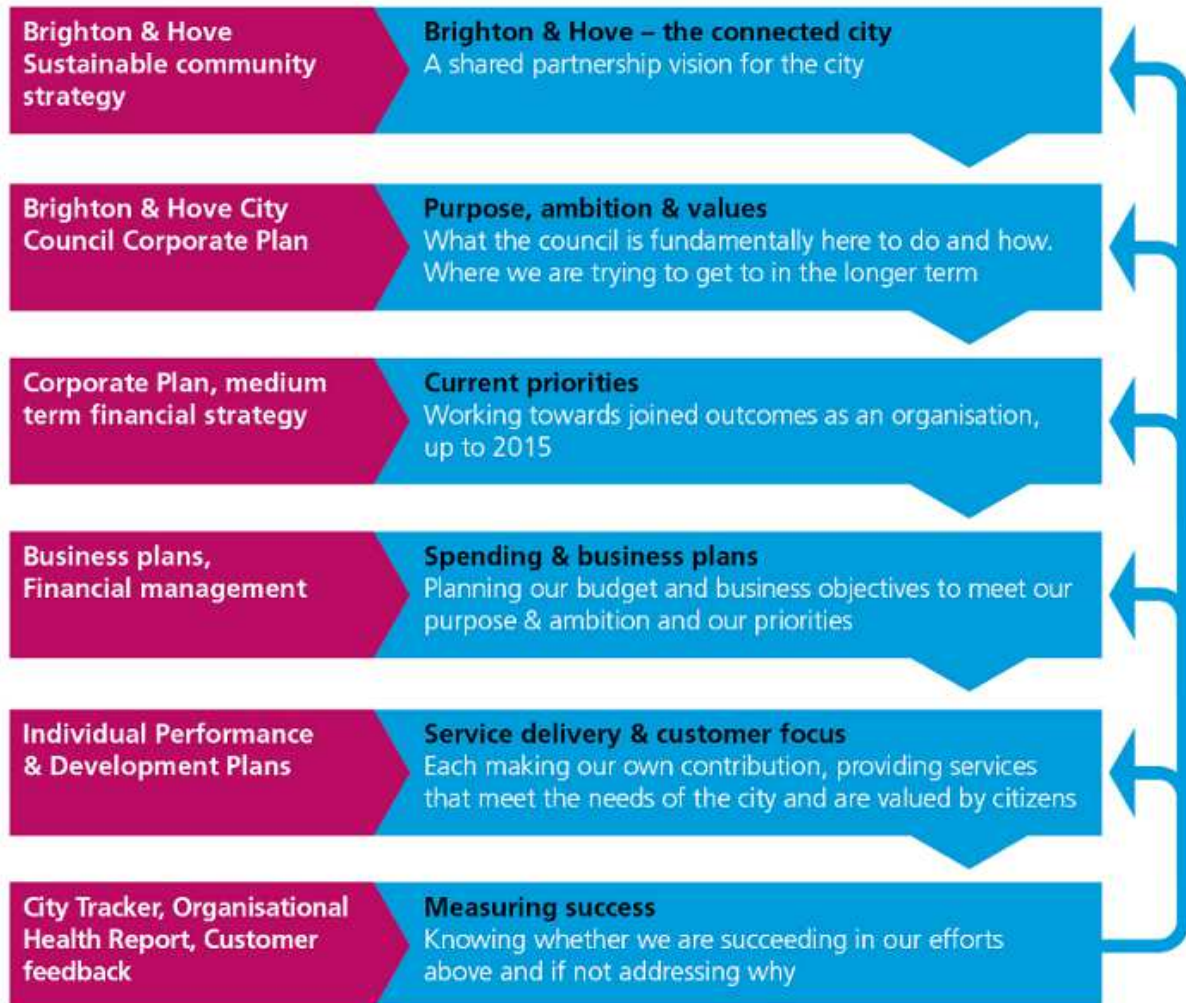 Brighton & Hove
Sustainable community
strategy
Brighton & Hove – the connected city
A shared partnership vision for the city
Brighton & Hove City
Council Corporate Plan
Purpose, ambition & values
What the council is fundamentally here to do and how.
Where we are trying to get to in the longer term
Corporate Plan, medium
term financial strategy
Current priorities
Working towards joined outcomes as an organisation,
up to 2015
Business plans,
Financial management
Spending & business plans
Planning our budget and business objectives to meet our
purpose & ambition and our priorities
Individual Performance
& Development Plans
Service delivery & customer focus
Each making our own contribution, providing services
that meet the needs of the city and are valued by citizens
City Tracker, Organisational
Health Report, Customer
feedback
Measuring success
Knowing whether we are succeeding in our efforts
above and if not addressing why